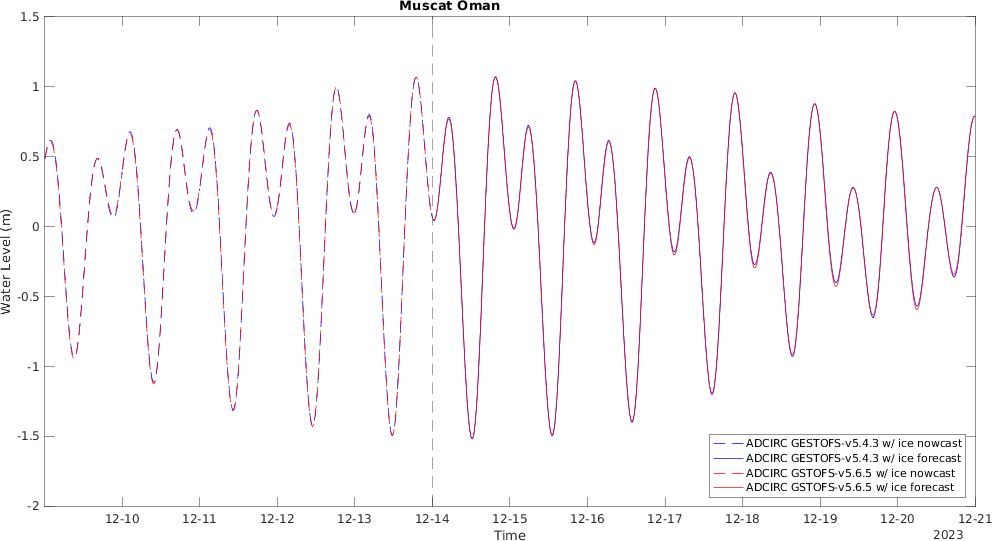 Muscat Oman
1.5
1
0.5
0
-0.5
-1
-1.5
-2
Water Level (m)
ADCIRC GESTOFS-v5.4.3 w/ ice nowcast
ADCIRC GESTOFS-v5.4.3 w/ ice forecast
ADCIRC GSTOFS-v5.6.5 w/ ice nowcast
ADCIRC GSTOFS-v5.6.5 w/ ice forecast
12-10 12-11 12-12 12-13 12-14 12-15 12-16 12-17 12-18 12-19 12-20 12-21
Time
2023